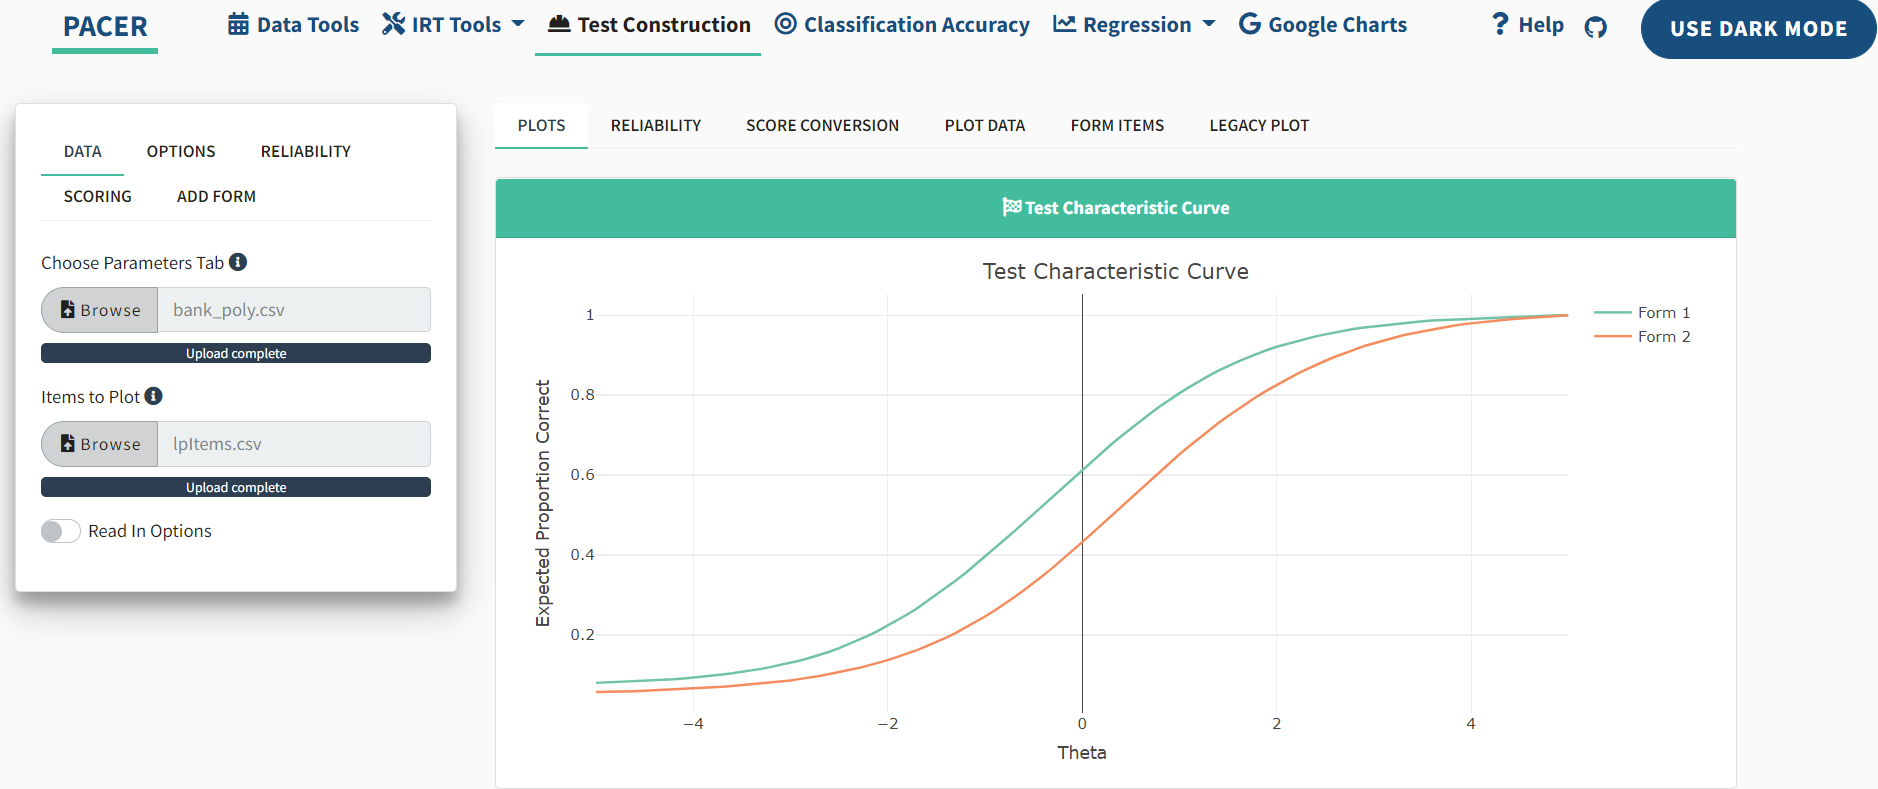 PACER
Data Tools
IRT Tools
Test Construction
Classification Accuracy
Regression
Google Charts
Help
USE DARK MODE
DATA
OPTIONS
RELIABILITY
SCORING
ADD FORM
Choose Parameters Tab
Browse
bank_poly.csv
Upload complete
Items to Plot
Browse
lpItems.csv
Upload complete
Read In Options
PLOTS
RELIABILITY
SCORE CONVERSION
PLOT DATA
FORM ITEMS
LEGACY PLOT
Test Characteristic Curve
Test Characteristic Curve
Expected Proportion Correct
1
0.8
0.6
0.4
0.2
−4
−2
0
2
4
Theta
Form 1
Form 2